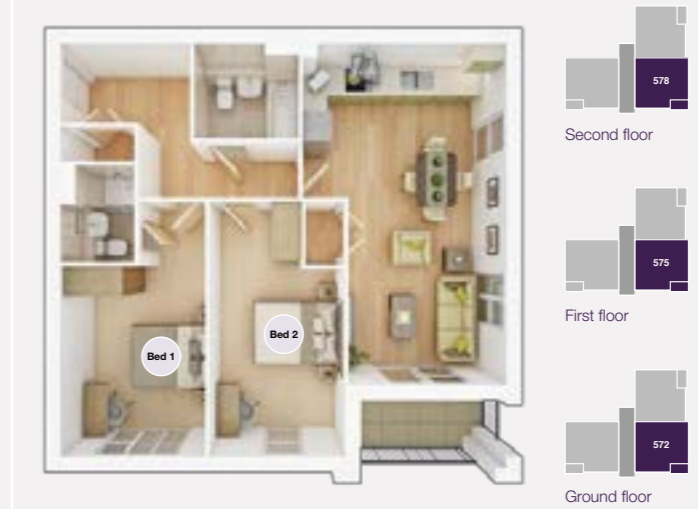 Bed 1
Bed 2
578
Second floor
575
First floor
572
Ground floor